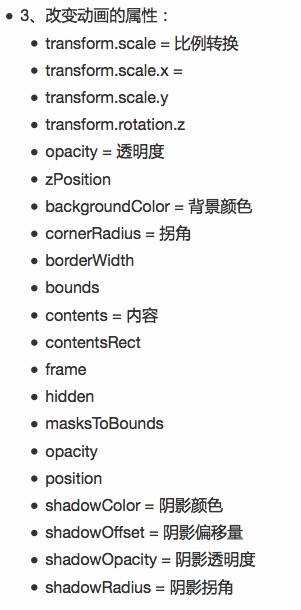 3、改变动画的属性：
transform.scale = 比例转换
transform.scale.x =
transform.scale.y
transform.rotation.z
opacity = 透明度
zPosition
backgroundColor = 背景颜色
cornerRadius = 拐角
borderWidth
bounds
contents = 内容
contentsRect
frame
hidden
masksToBounds
opacity
position
shadowColor = 阴影颜色
shadowOffset = 阴影偏移量
shadowOpacity = 阴影透明度
shadowRadius = 阴影拐角